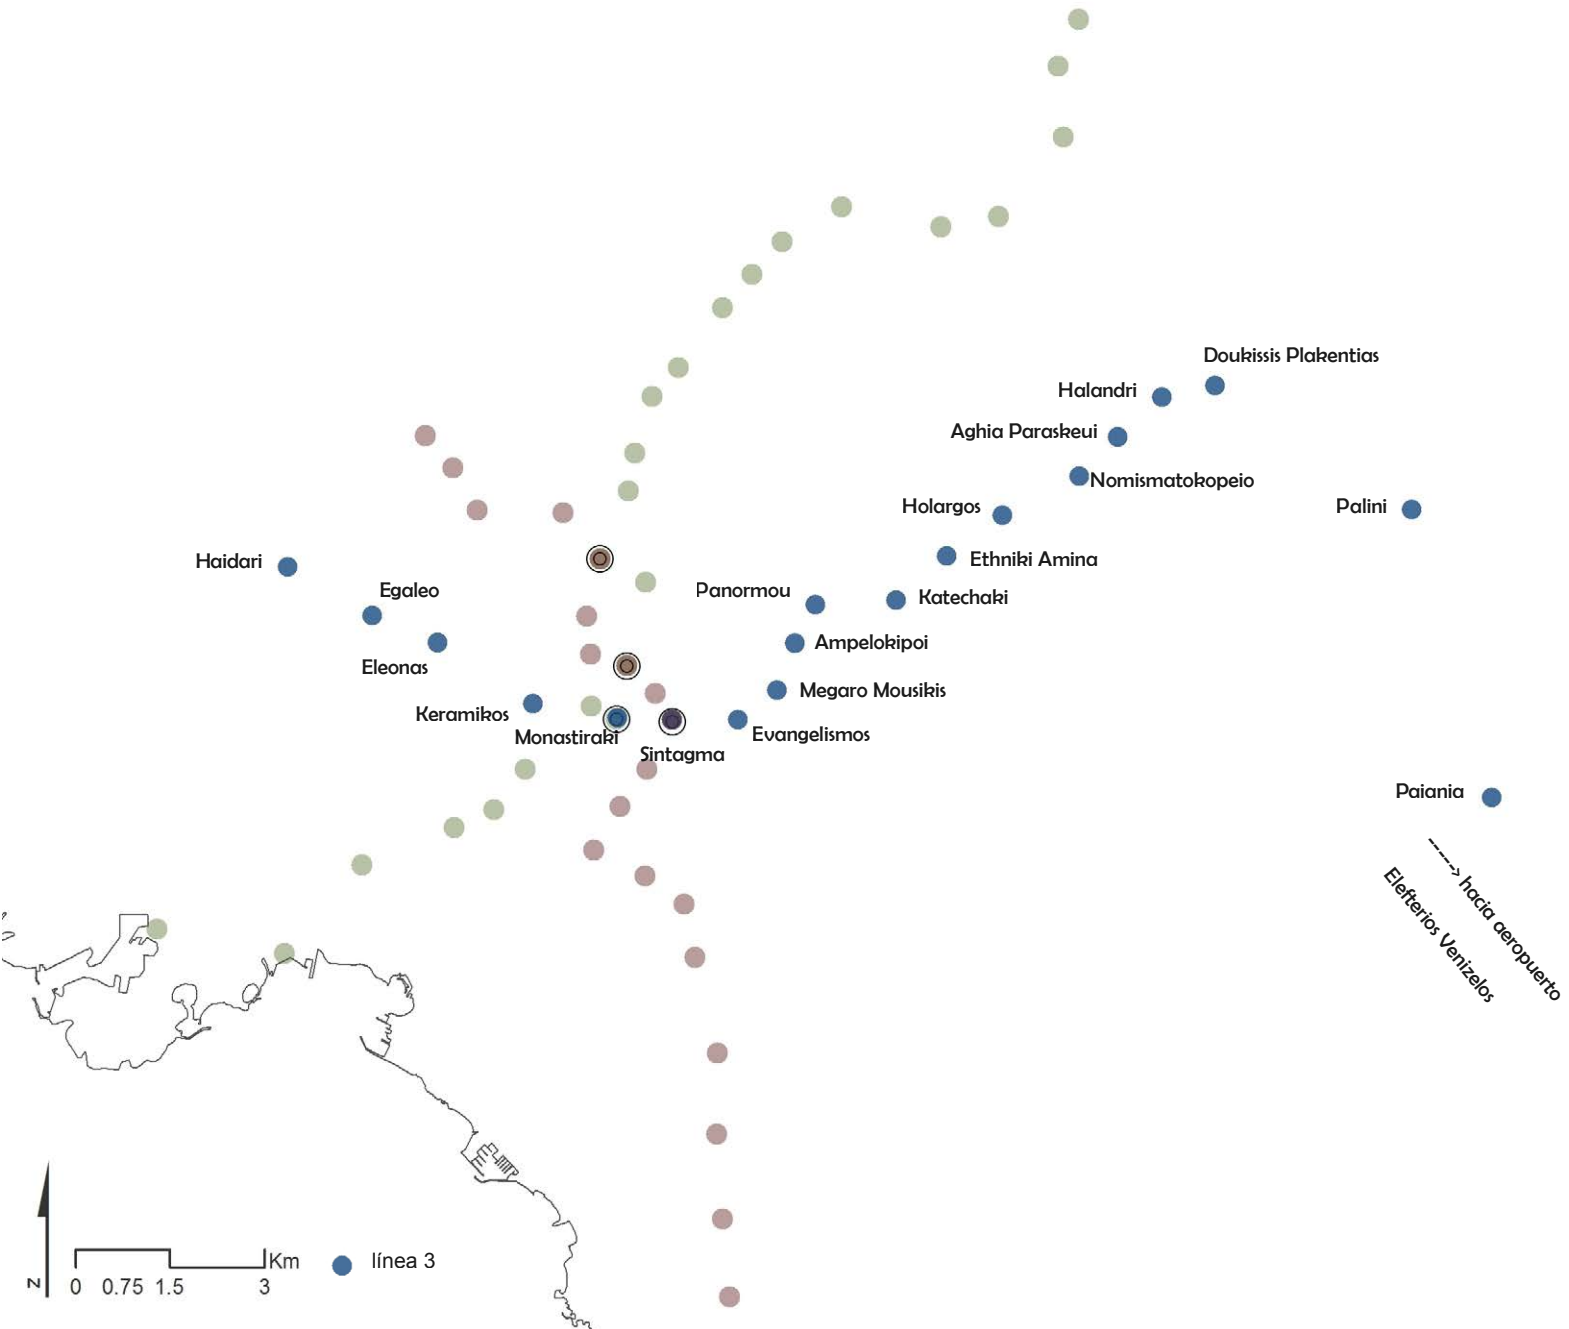 Doukissis Plakentias
Halandri
Aghia Paraskeui
Nomismatokopeio
Holargos
Palini
Haidari
Ethniki Amina
Egaleo
Panormou
Katechaki
Ampelokipoi
Eleonas
Megaro Mousikis
Keramikos
Monastiraki
Evangelismos
Sintagma
Paiania
-----> hacia aeropuerto
Elefterios Venizelos
Km
línea 3
0 0.75 1.5 3
N